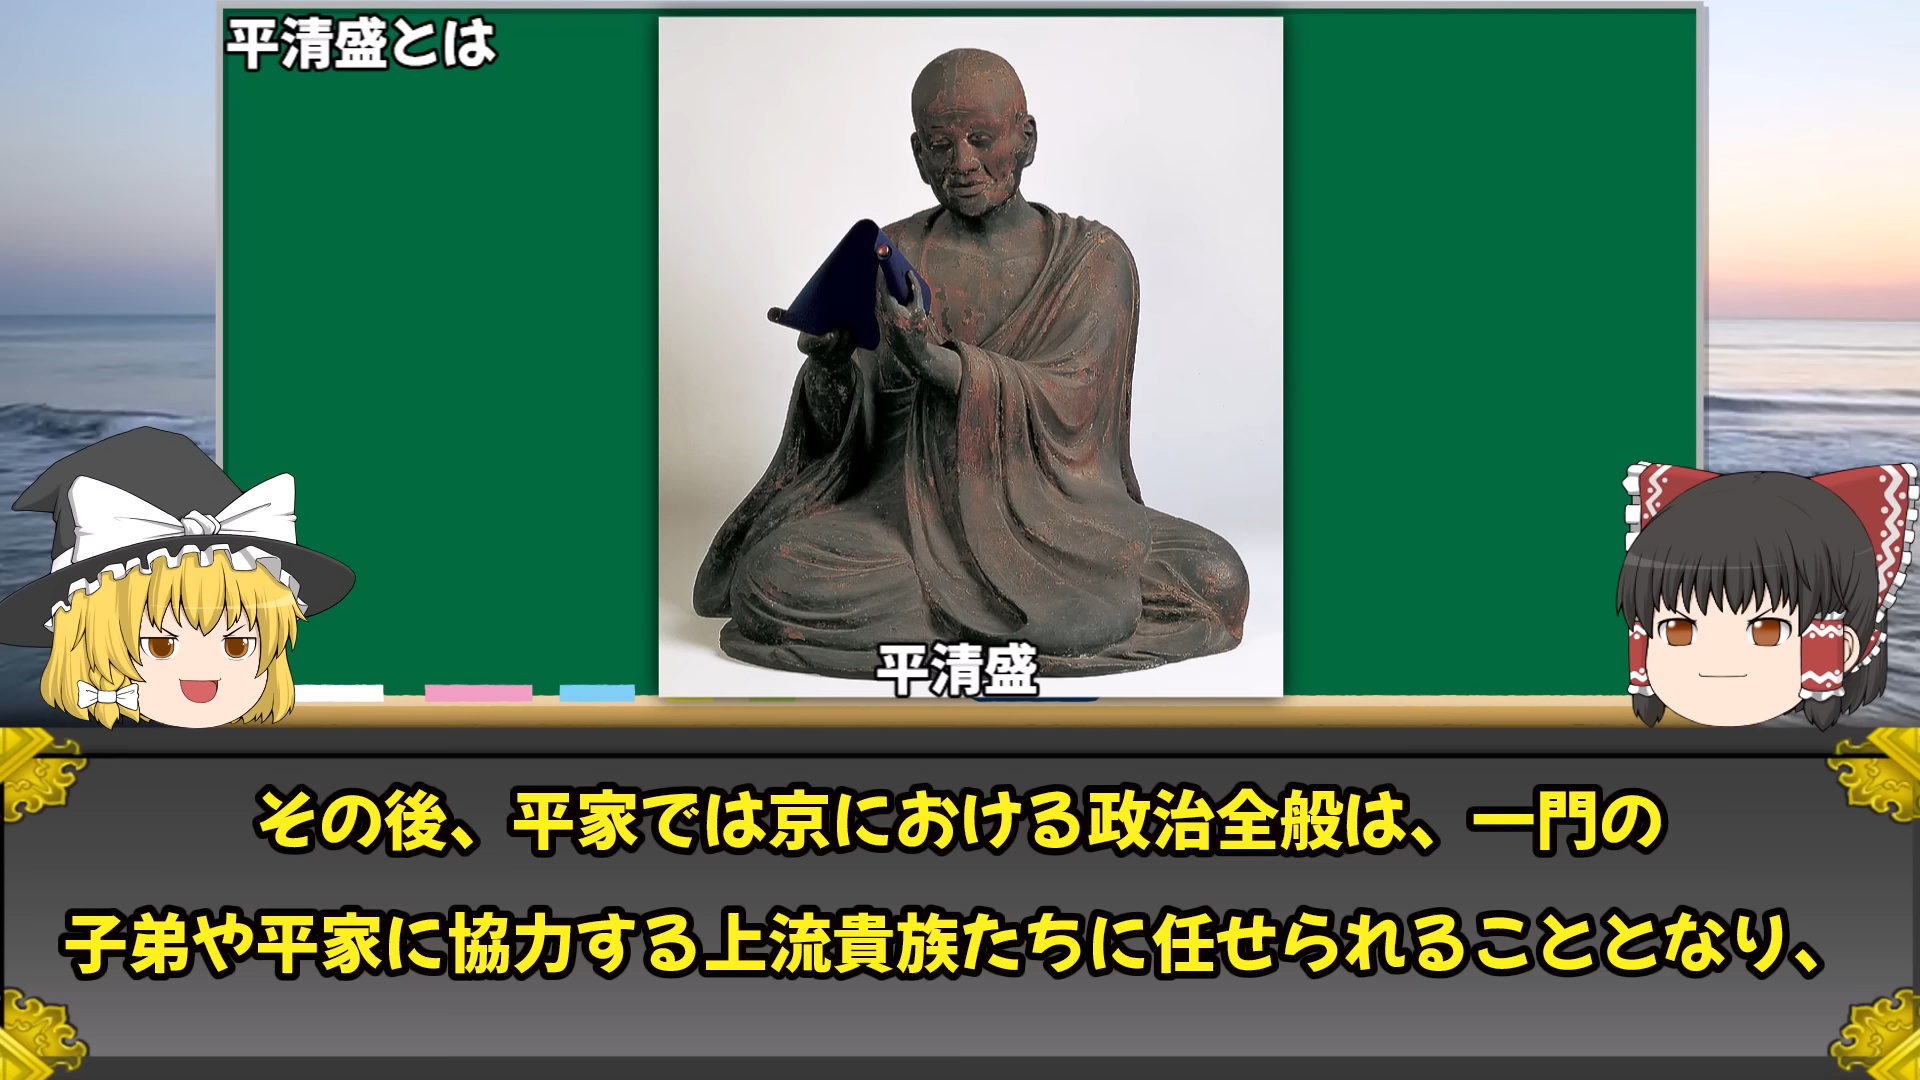 平清盛とは
平清盛
その後、平家では京における政治全般は、一門の
子弟や平家に協力する上流貴族たちに任せられることとなり、